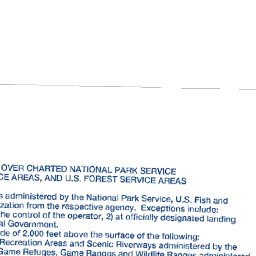 OVER CHARTED NATIONAL PARK SERVICE
CE AREAS, AND U.S. FOREST SERVICE AREAS
s administered by the National Park Service, U.S. Fish and
zation from the respective agency. Exceptions include:
he control of the operator, 2) at officially designated landing
al Government.
de of 2,000 feet above the surface of the following:
Recreation Areas and Scenic Riverways administered by the
Game Refuges, Game Ranges and Wildlife Ranges administered